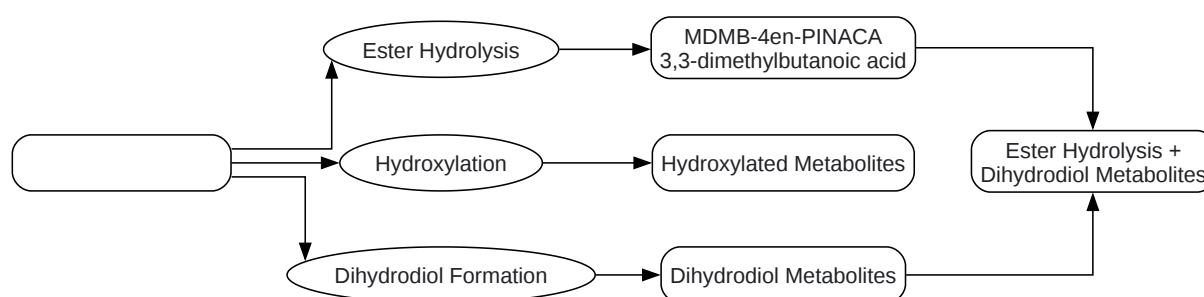 Ester Hydrolysis
MDMB-4en-PINACA
3,3-dimethylbutanoic acid
Hydroxylation
Hydroxylated Metabolites
Ester Hydrolysis +
Dihydrodiol Metabolites
Dihydrodiol Formation
Dihydrodiol Metabolites